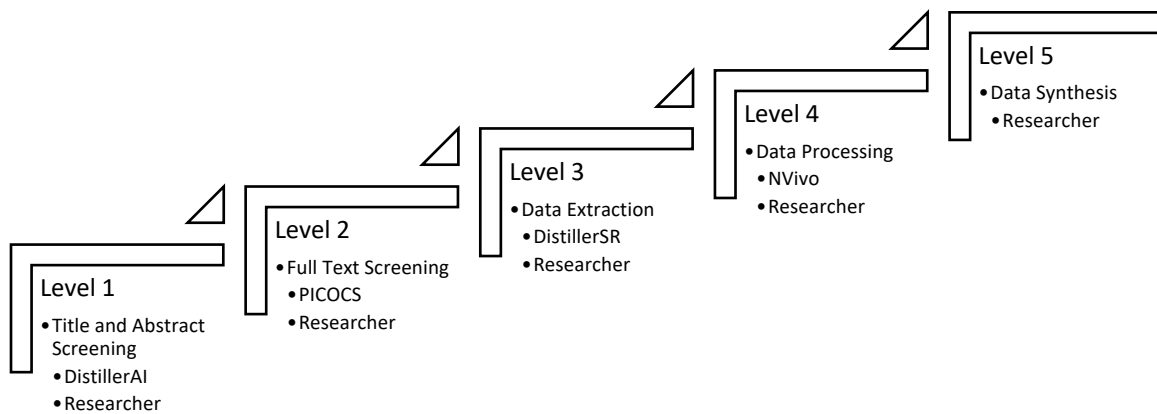 Level 1
•Title and Abstract
Screening
•DistillerAI
•Researcher
Level 2
•Full Text Screening
•PICOCS
•Researcher
Level 3
•Data Extraction
•DistillerSR
•Researcher
Level 4
•Data Processing
•NVivo
•Researcher
Level 5
•Data Synthesis
•Researcher